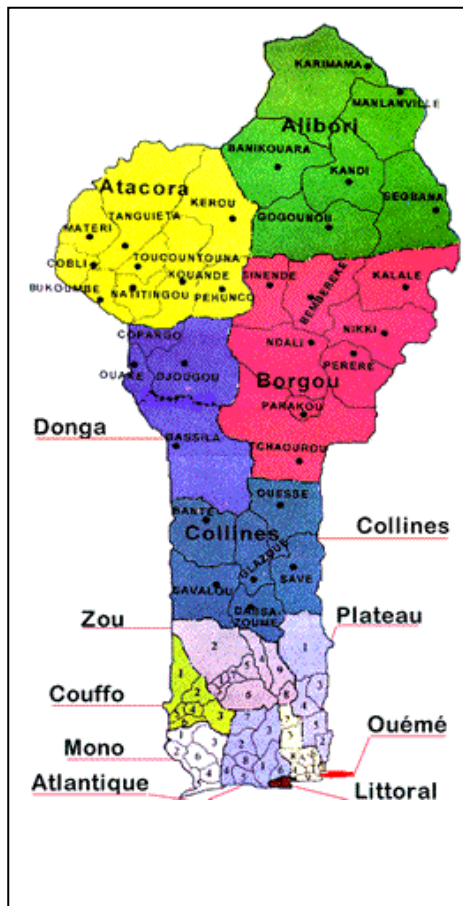 KARIMAMA
MANLANVILLE
Alibori
BANIKOUARA
KANDI
SEGBANA
GOGOUNOU
Atacora
KEROU
TANGUIETA
MATERI
TOUCOUNTOUNA
COBLI
KOUANDE
NATITINGOU
PEHUNCO
BUKOUMBE
SINENDE
BEMBEREKE
KALALE
NIKKI
NDALI
PERERE
Borgou
PARAKOU
TCHAOUROU
COPARGO
OUAKE
DJOUGOU
Donga
BASSILA
OUESSE
BANTE
Collines
Collines
GLAZOUE
SAVE
SAVALOU
DASSA-
ZOUME
Zou
Plateau
Couffo
Mono
Ouémé
Atlantique
Littoral